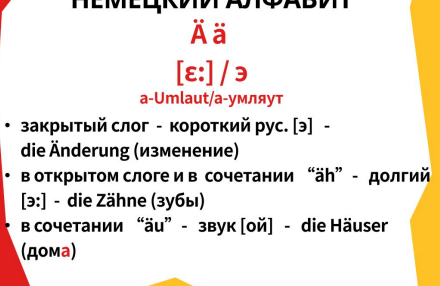 НЕМЕЦКИЙ АЛФАВИТ
Ä ä
[ɛ:] / э
a-Umlaut/а-умляут
• закрытый слог - короткий рус. [э] -
die Änderung (изменение)
• в открытом слоге и в сочетании “äh” - долгий
[э:] - die Zähne (зубы)
• в сочетании “äu” - звук [ой] - die Häuser
(дома)